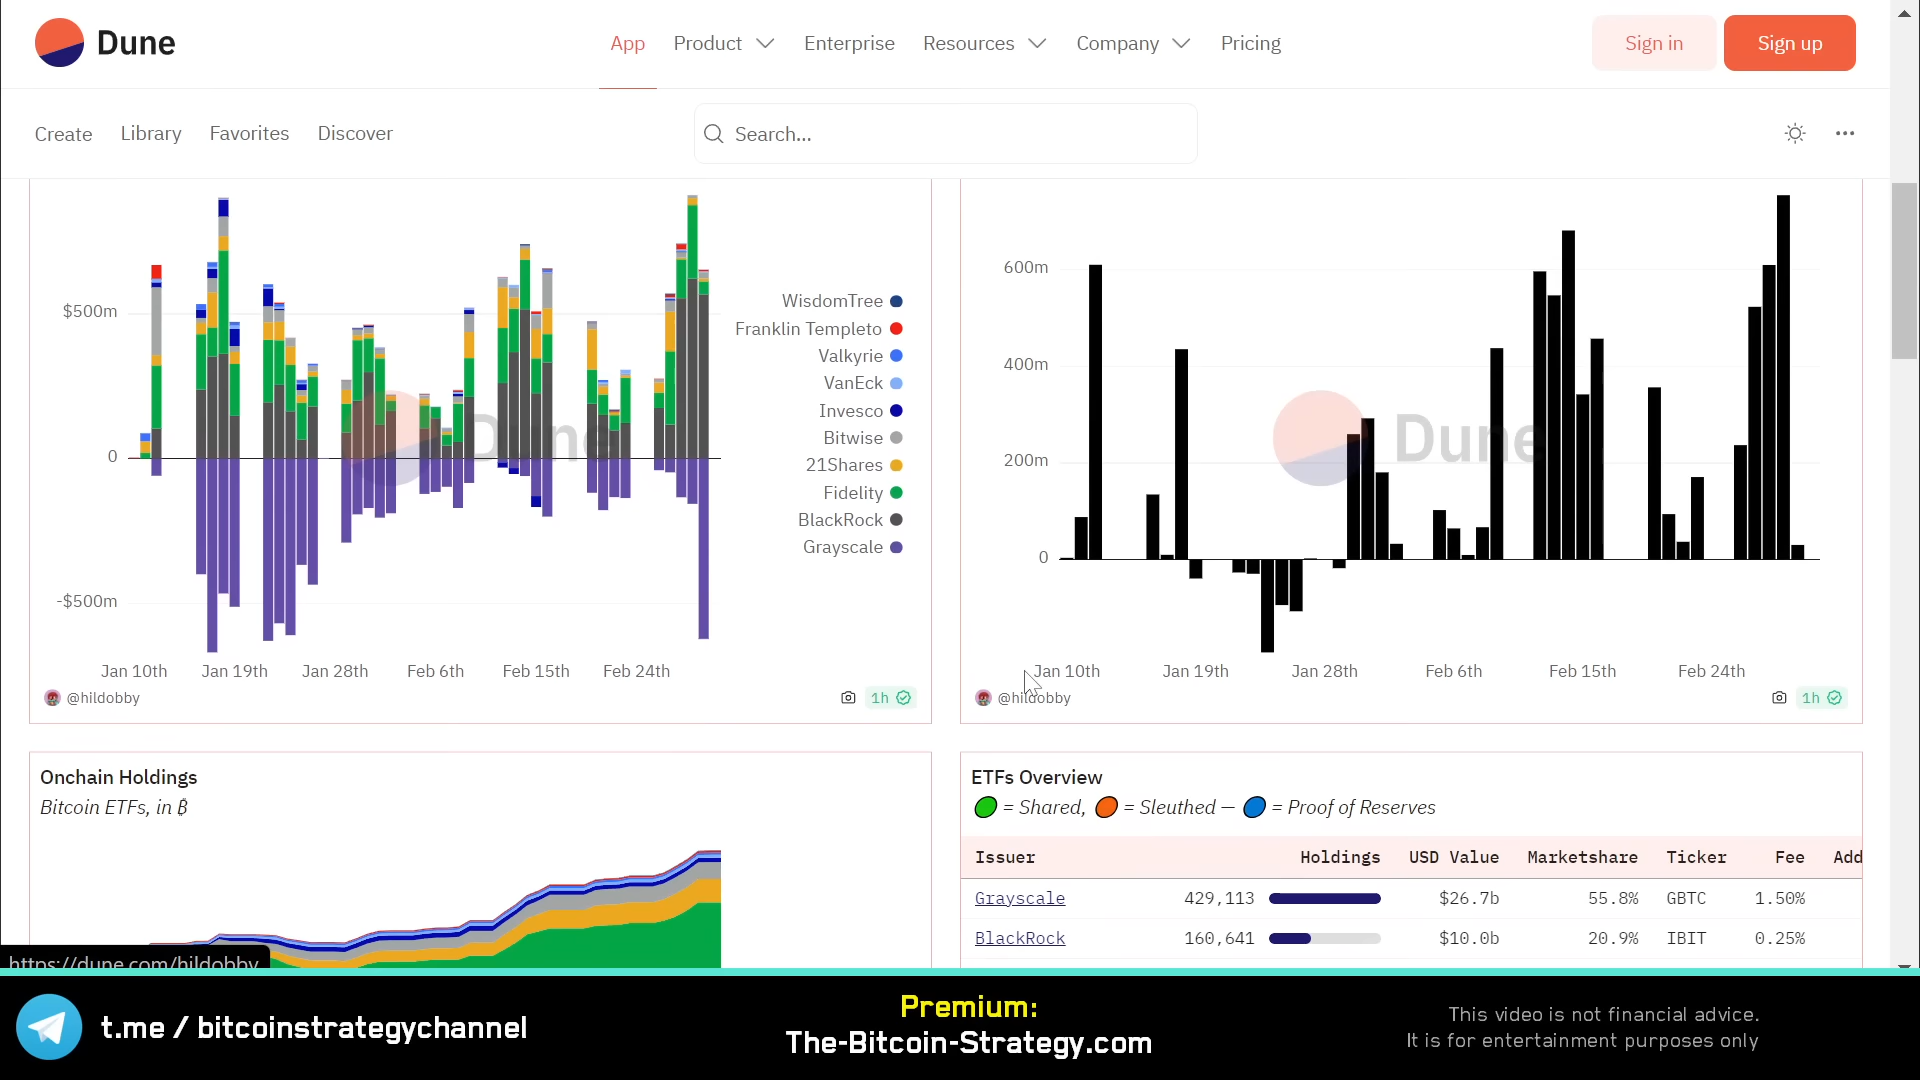 Dune
App Product Enterprise Resources Company Pricing
Sign in
Sign up
Create Library Favorites Discover
Search...
$500m
0
-$500m
Jan 10th Jan 19th Jan 28th Feb 6th Feb 15th Feb 24th
WisdomTree
Franklin Templeto
Valkyrie
VanEck
Invesco
Bitwise
21Shares
Fidelity
BlackRock
Grayscale
Dune
@hildobby
1h
600m
400m
200m
0
Jan 10th Jan 19th Jan 28th Feb 6th Feb 15th Feb 24th
Dune
@hildobby
1h
Onchain Holdings
Bitcoin ETFs, in ₿
ETFs Overview
= Shared, = Sleuthed — = Proof of Reserves
Issuer Holdings USD Value Marketshare Ticker Fee Add
Grayscale 429,113 $26.7b 55.8% GBTC 1.50%
BlackRock 160,641 $10.0b 20.9% IBIT 0.25%
https://dune.com/hildobby
t.me / bitcoinstrategychannel
Premium:
The-Bitcoin-Strategy.com
This video is not financial advice.
It is for entertainment purposes only